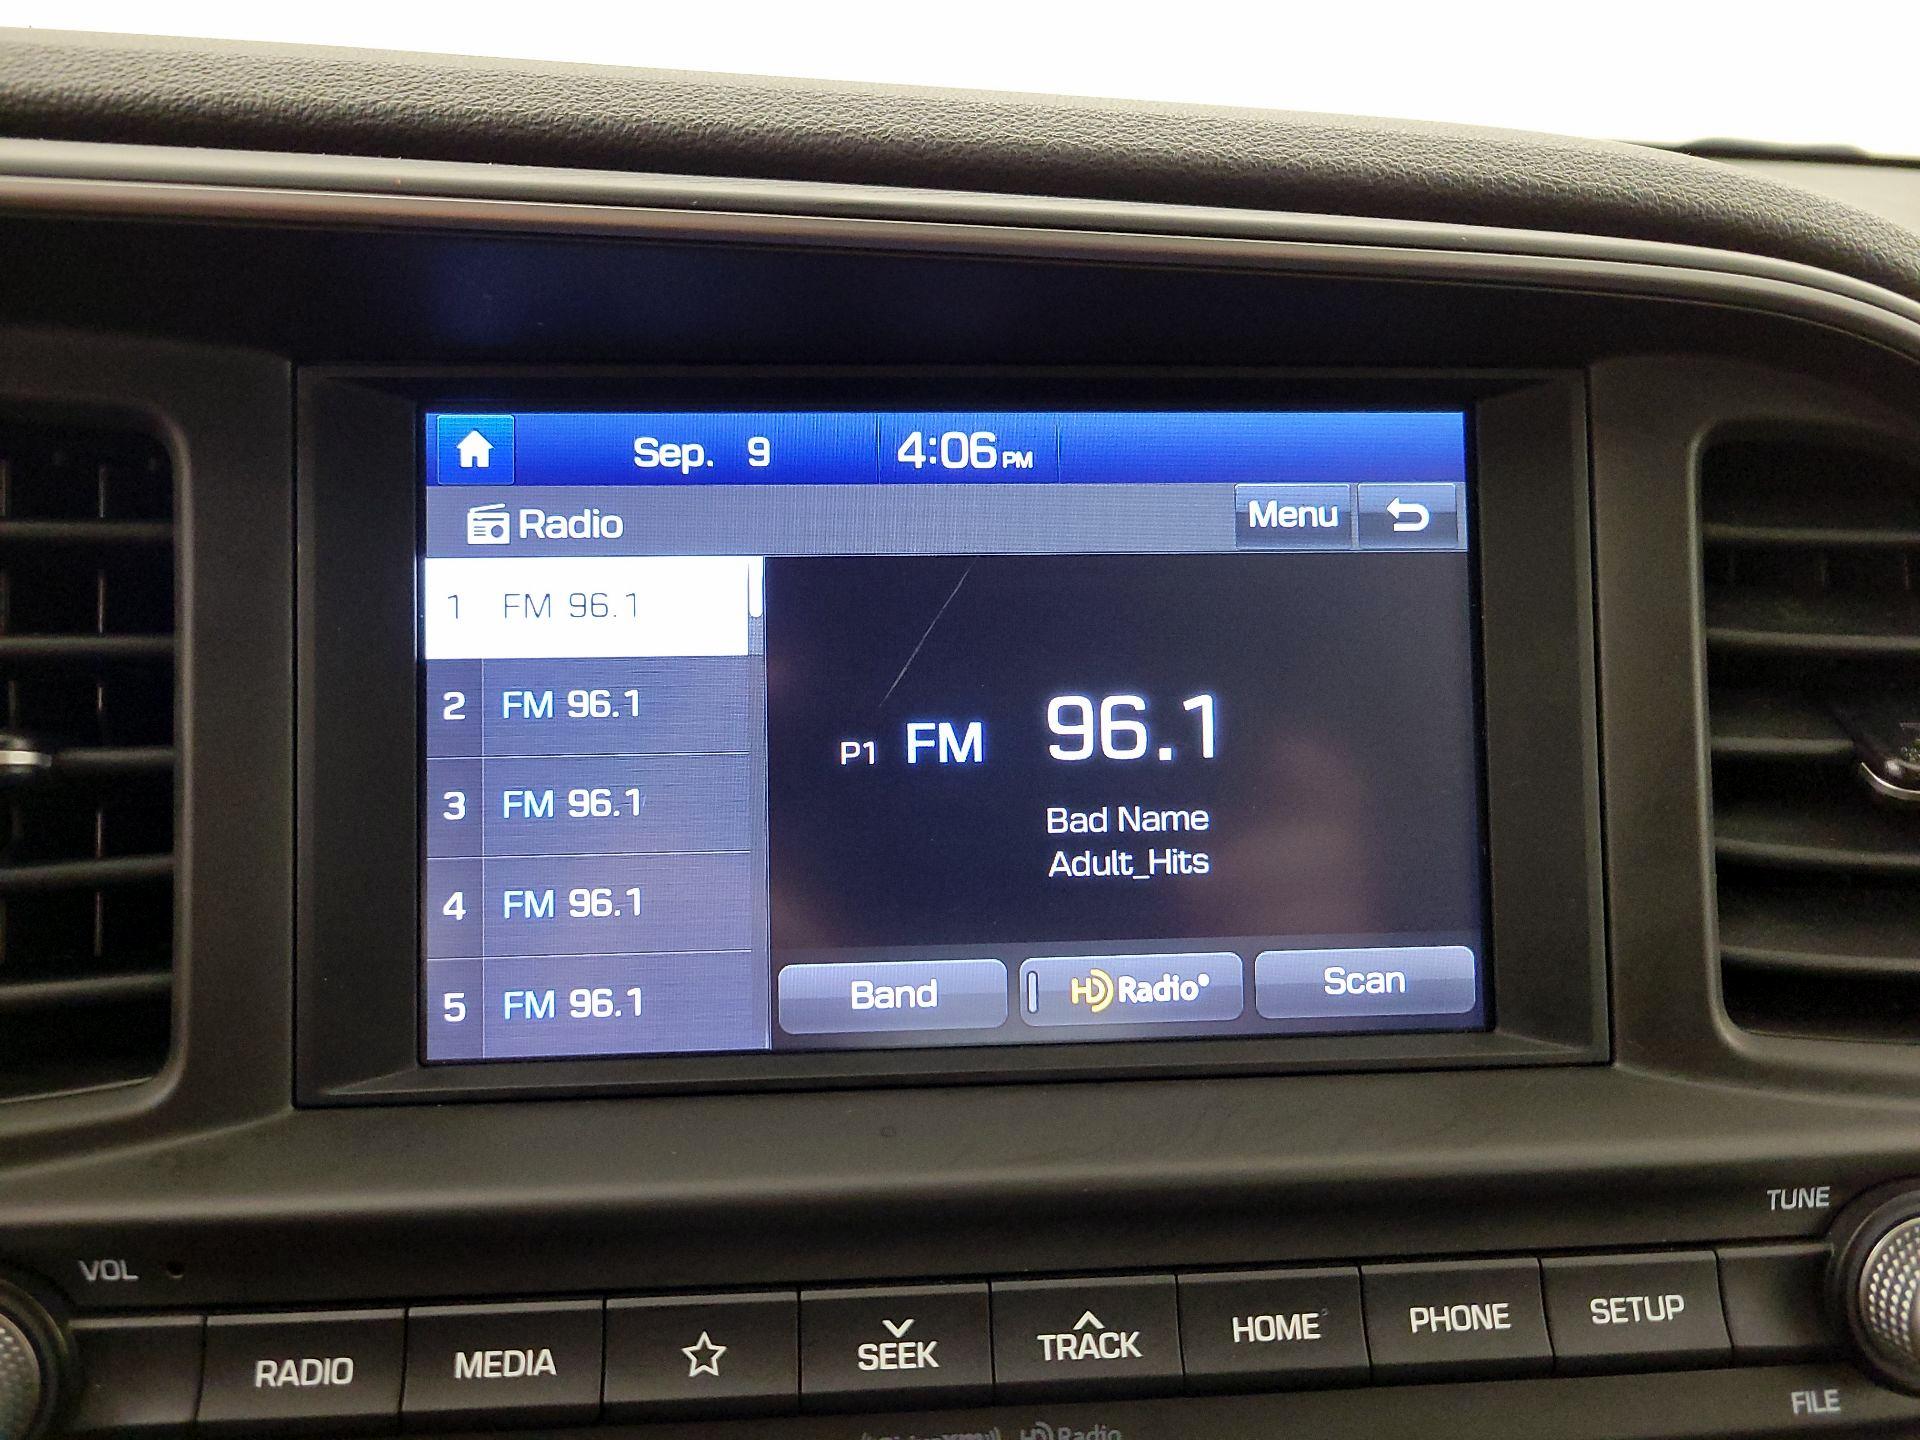 Sep. 9 4:06 PM
Radio Menu
1 FM 96.1
2 FM 96.1
3 FM 96.1
4 FM 96.1
5 FM 96.1
P1 FM 96.1
Bad Name
Adult_Hits
Band HD Radio® Scan
TUNE
VOL
RADIO MEDIA SEEK TRACK HOME PHONE SETUP
FILE
HD Radio